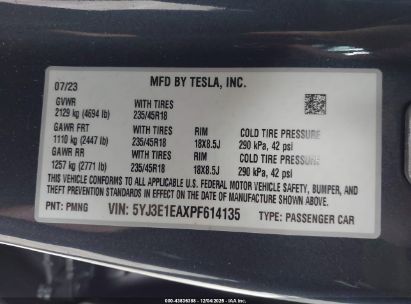 MFD BY TESLA, INC.
07/23
GVWR WITH TIRES
2129 kg (4694 lb) 235/45R18
GAWR FRT WITH TIRES RIM COLD TIRE PRESSURE
1110 kg (2447 lb) 235/45R18 18X8.5J 290 kPa, 42 psi
GAWR RR WITH TIRES RIM COLD TIRE PRESSURE
1257 kg (2771 lb) 235/45R18 18X8.5J 290 kPa, 42 psi
THIS VEHICLE CONFORMS TO ALL APPLICABLE U.S. FEDERAL MOTOR VEHICLE SAFETY, BUMPER, AND THEFT PREVENTION STANDARDS IN EFFECT ON THE DATE OF MANUFACTURE SHOWN ABOVE.
PNT: PMNG VIN: 5YJ3E1EAXPF614135 TYPE: PASSENGER CAR